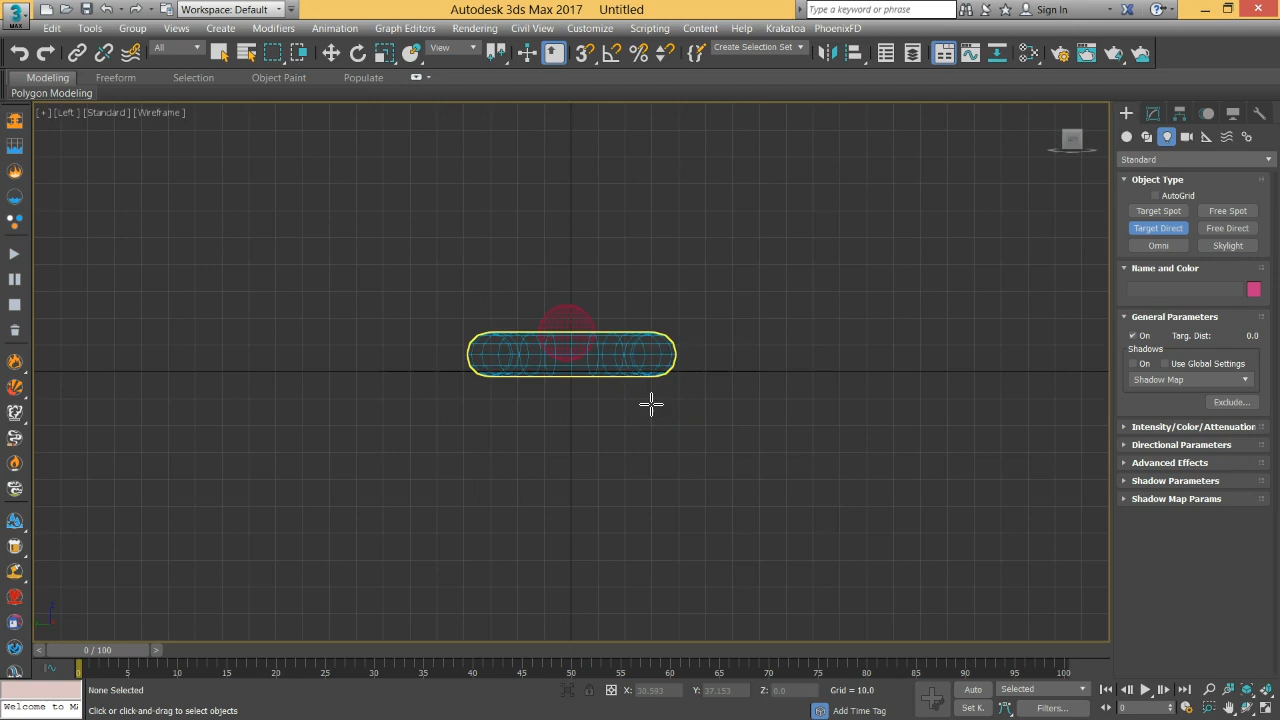 Workspace: Default
Autodesk 3ds Max 2017 Untitled
Type a keyword or phrase
Sign In
MAX
Edit Tools Group Views Create Modifiers Animation Graph Editors Rendering Civil View Customize Scripting Content Help Krakatoa PhoenixFD
All
View
Create Selection Set
Modeling Freeform Selection Object Paint Populate
Polygon Modeling
[ + ] [Left ] [Standard ] [Wireframe ]
Standard
Object Type
AutoGrid
Target Spot Free Spot
Target Direct Free Direct
Omni Skylight
Name and Color
General Parameters
On Targ. Dist: 0.0
Shadows
On Use Global Settings
Shadow Map
Exclude...
Intensity/Color/Attenuation
Directional Parameters
Advanced Effects
Shadow Parameters
Shadow Map Params
0 / 100
0 5 10 15 20 25 30 35 40 45 50 55 60 65 70 75 80 85 90 95 100
None Selected
X: 38.593 Y: 37.153 Z: 0.0 Grid = 10.0
Auto Selected
Welcome to M
Click or click-and-drag to select objects
Add Time Tag
Set K. Filters... 0